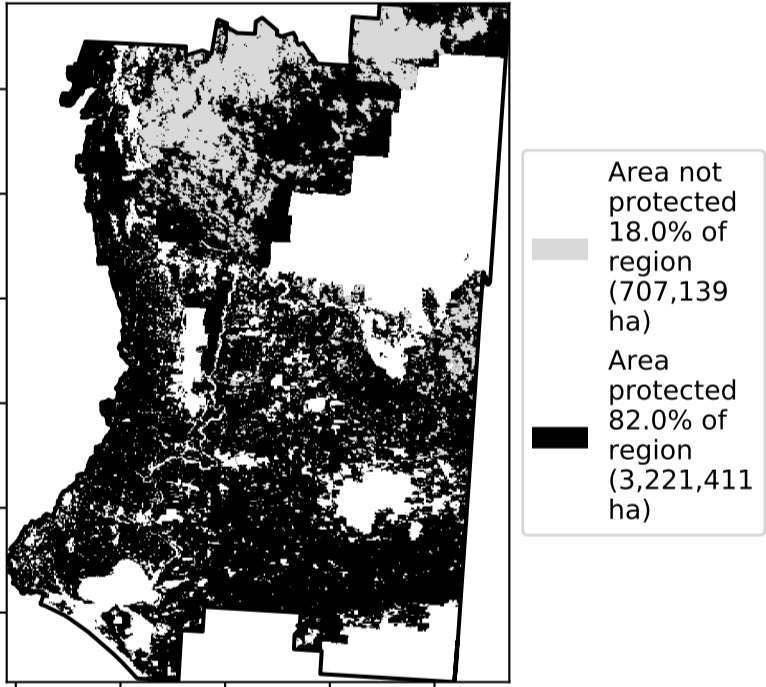 Area not
protected
18.0% of
region
(707,139
ha)
Area
protected
82.0% of
region
(3,221,411
ha)